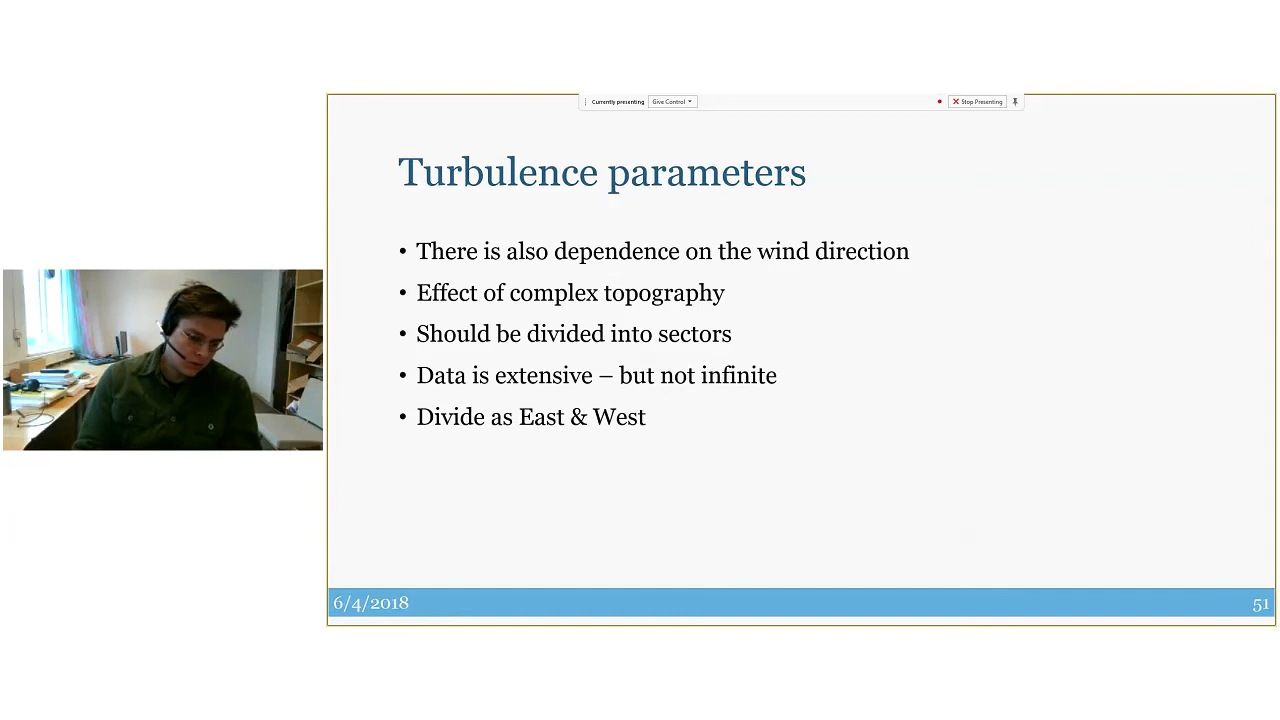 Currently presenting Give Control Stop Presenting
Turbulence parameters
• There is also dependence on the wind direction
• Effect of complex topography
• Should be divided into sectors
• Data is extensive – but not infinite
• Divide as East & West
6/4/2018 51